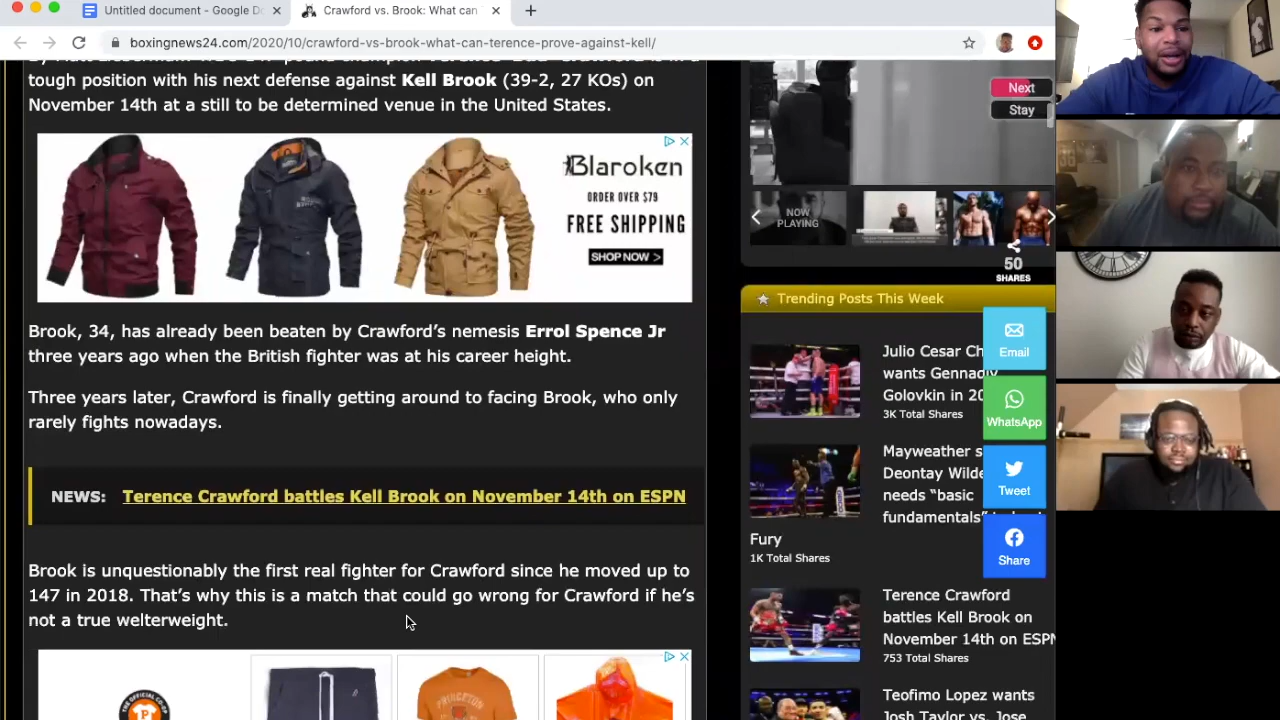 Untitled document - Google Do
Crawford vs. Brook: What can
boxingnews24.com/2020/10/crawford-vs-brook-what-can-terence-prove-against-kell/
tough position with his next defense against Kell Brook (39-2, 27 KOs) on
November 14th at a still to be determined venue in the United States.
Blaroken
ORDER OVER $79
FREE SHIPPING
SHOP NOW >
Brook, 34, has already been beaten by Crawford's nemesis Errol Spence Jr
three years ago when the British fighter was at his career height.
Three years later, Crawford is finally getting around to facing Brook, who only
rarely fights nowadays.
NEWS: Terence Crawford battles Kell Brook on November 14th on ESPN
Brook is unquestionably the first real fighter for Crawford since he moved up to
147 in 2018. That's why this is a match that could go wrong for Crawford if he's
not a true welterweight.
THE OFFICIAL CO-OP
P
PRINCETON
Next
Stay
NOW
PLAYING
50
SHARES
Trending Posts This Week
Julio Cesar Ch
wants Gennady
Golovkin in 20
3K Total Shares
Mayweather s
Deontay Wilde
needs "basic
fundamentals"
Fury
1K Total Shares
Terence Crawford
battles Kell Brook on
November 14th on ESPN
753 Total Shares
Teofimo Lopez wants
Josh Taylor vs. Jose
Email
WhatsApp
Tweet
Share